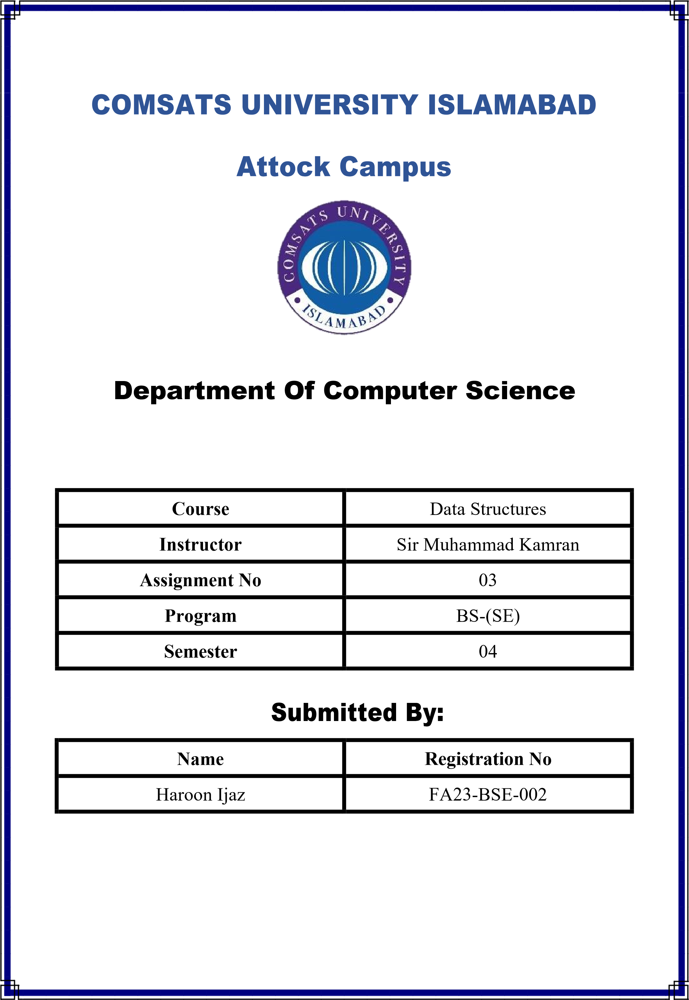 COMSATS UNIVERSITY ISLAMABAD
Attock Campus
COMSATS UNIVERSITY
ISLAMABAD
Department Of Computer Science
Course Data Structures
Instructor Sir Muhammad Kamran
Assignment No 03
Program BS-(SE)
Semester 04
Submitted By:
Name Registration No
Haroon Ijaz FA23-BSE-002